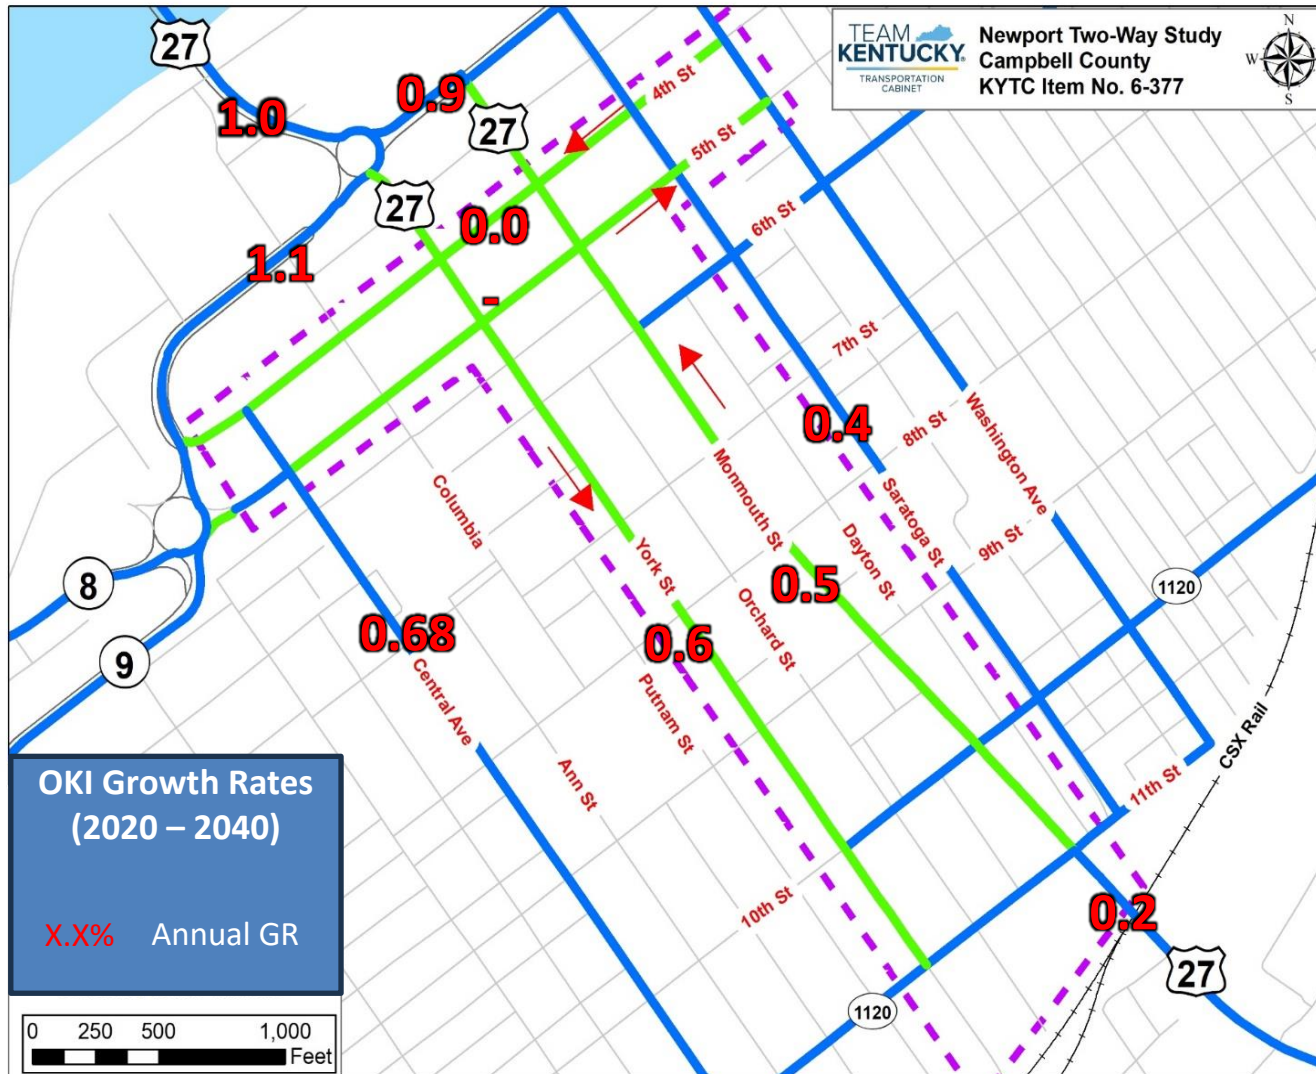 TEAM
KENTUCKY
TRANSPORTATION
CABINET
Newport Two-Way Study
Campbell County
KYTC Item No. 6-377
N
W
E
S
27
1.0
0.9
27
27
4th St
5th St
6th St
0.0
1.1
-
7th St
0.4
8th St
Washington Ave
Columbia
Monmouth St
Saratoga St
9th St
York St
Dayton St
0.5
Orchard St
1120
8
0.68
0.6
9
Central Ave
Putnam St
CSX Rail
Ann St
11th St
10th St
0.2
27
1120
OKI Growth Rates
(2020 – 2040)
X.X% Annual GR
0 250 500 1,000
Feet